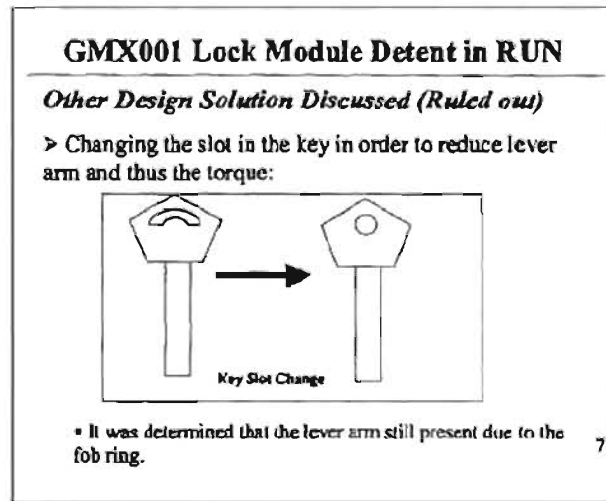 GMX001 Lock Module Detent in RUN
Other Design Solution Discussed (Ruled out)
➢ Changing the slot in the key in order to reduce lever
arm and thus the torque:
Key Slot Change
• It was determined that the lever arm still present due to the
fob ring.
7